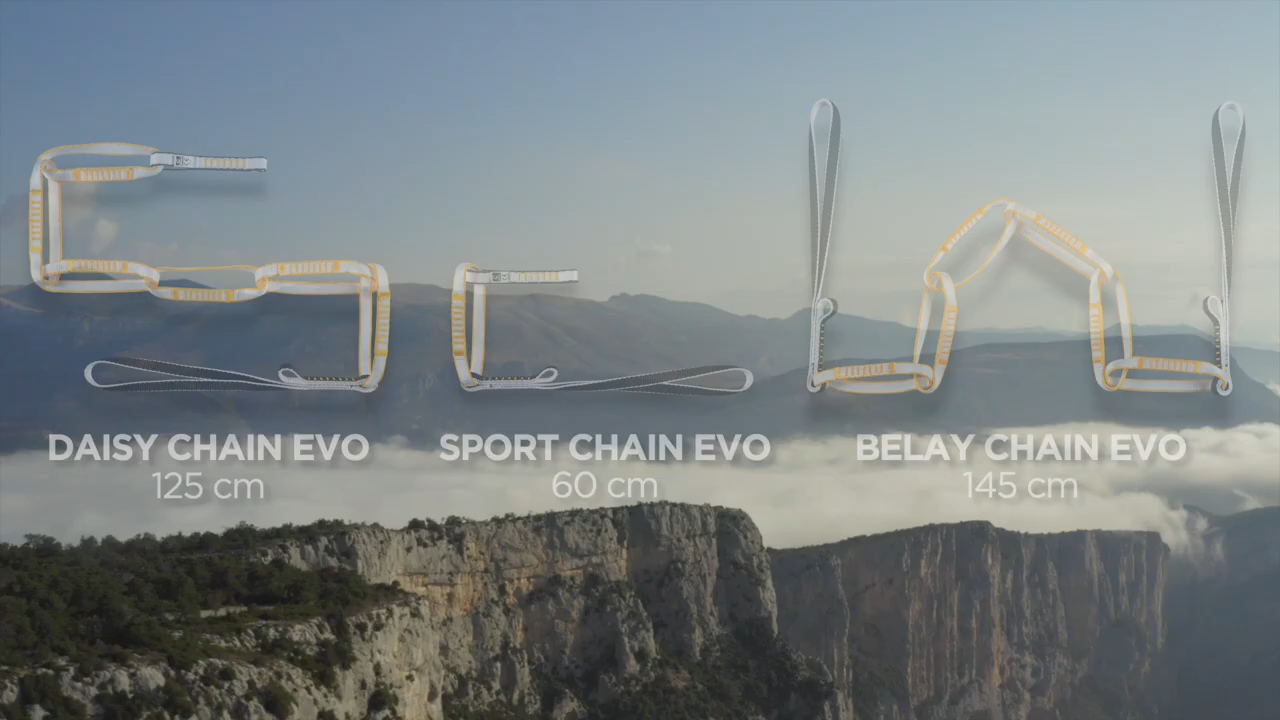 DAISY CHAIN EVO
125 cm
SPORT CHAIN EVO
60 cm
BELAY CHAIN EVO
145 cm